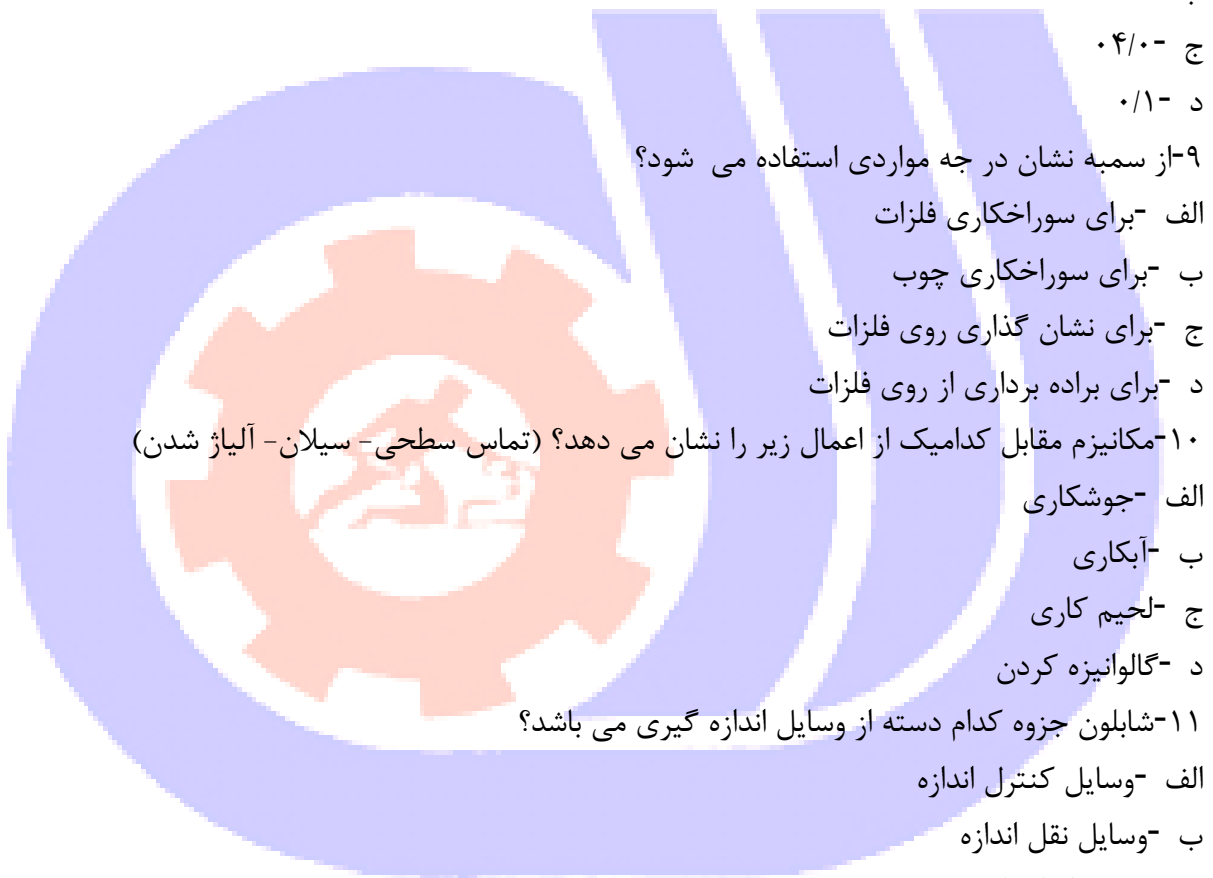 ج -۰۴/۰
د -۰/۱
۹-از سمبه نشان در جه مواردی استفاده می شود؟
الف -برای سوراخکاری فلزات
ب -برای سوراخکاری چوب
ج -برای نشان گذاری روی فلزات
د -برای براده برداری از روی فلزات
۱۰-مکانیزم مقابل کدامیک از اعمال زیر را نشان می دهد؟ (تماس سطحی- سیلان- آلیاژ شدن)
الف -جوشکاری
ب -آبکاری
ج -لحیم کاری
د -گالوانیزه کردن
۱۱-شابلون جزوه کدام دسته از وسایل اندازه گیری می باشد؟
الف -وسایل کنترل اندازه
ب -وسایل نقل اندازه